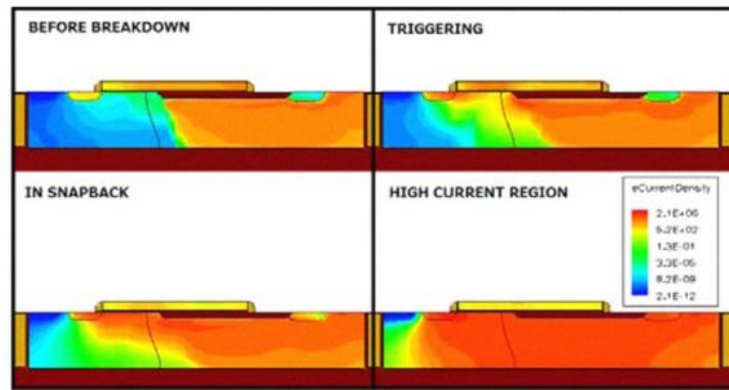 BEFORE BREAKDOWN
TRIGGERING
IN SNAPBACK
HIGH CURRENT REGION
eCurrentDensity
2.1E+06
5.2E+02
1.3E-01
3.3E-05
8.2E-09
2.1E-12